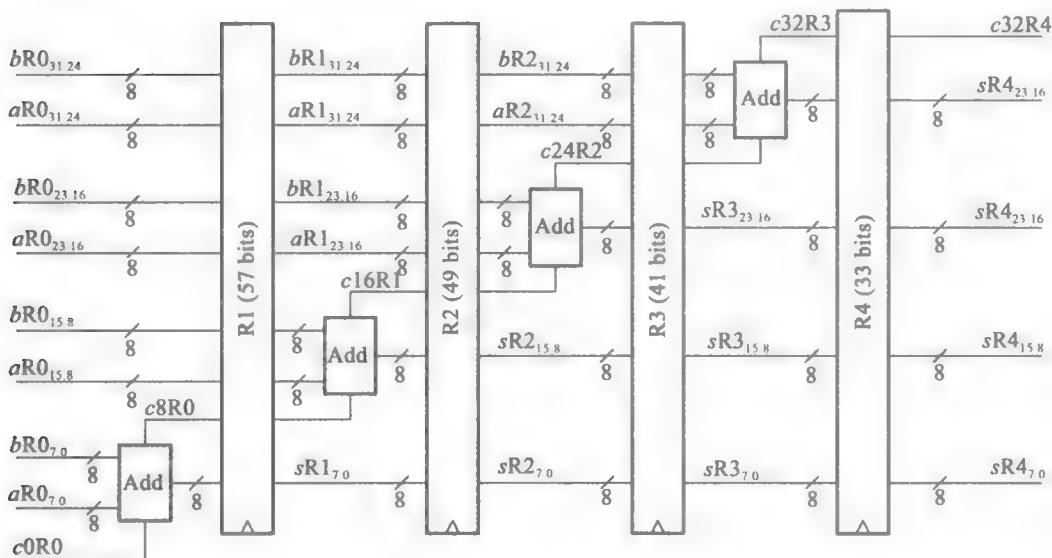 c32R3 c32R4
bR0₃₁ ₂₄ bR1₃₁ ₂₄ bR2₃₁ ₂₄
8 8 8 8 Add 8 sR4₂₃ ₁₆ 8
aR0₃₁ ₂₄ aR1₃₁ ₂₄ aR2₃₁ ₂₄
8 8 8 8
c24R2
bR0₂₃ ₁₆ bR1₂₃ ₁₆
8 8 8 Add 8 sR3₂₃ ₁₆ 8 sR4₂₃ ₁₆ 8
aR0₂₃ ₁₆ aR1₂₃ ₁₆
8 8 8
R1 (57 bits) R2 (49 bits) R3 (41 bits) R4 (33 bits)
c16R1
bR0₁₅ ₈
8 8 Add 8 sR2₁₅ ₈ 8 sR3₁₅ ₈ 8 sR4₁₅ ₈ 8
aR0₁₅ ₈
8 8
c8R0
bR0₇ ₀
8 Add 8 sR1₇ ₀ 8 sR2₇ ₀ 8 sR3₇ ₀ 8 sR4₇ ₀ 8
aR0₇ ₀
8
c0R0